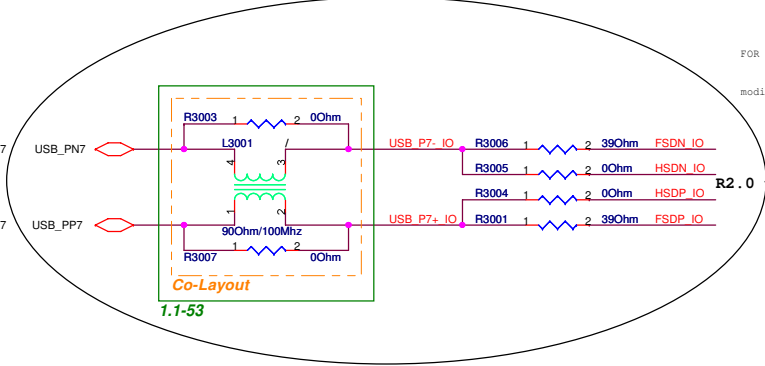 FOR
modi
R3003 1 2 0Ohm
L3001 /
7 USB_PN7 4 3 USB_P7-_IO R3006 1 2 39Ohm FSDN_IO
R3005 1 2 0Ohm HSDN_IO
R2.0
R3004 1 2 0Ohm HSDP_IO
7 USB_PP7 1 2 USB_P7+_IO R3001 1 2 39Ohm FSDP_IO
90Ohm/100Mhz
R3007 1 2 0Ohm
Co-Layout
1.1-53